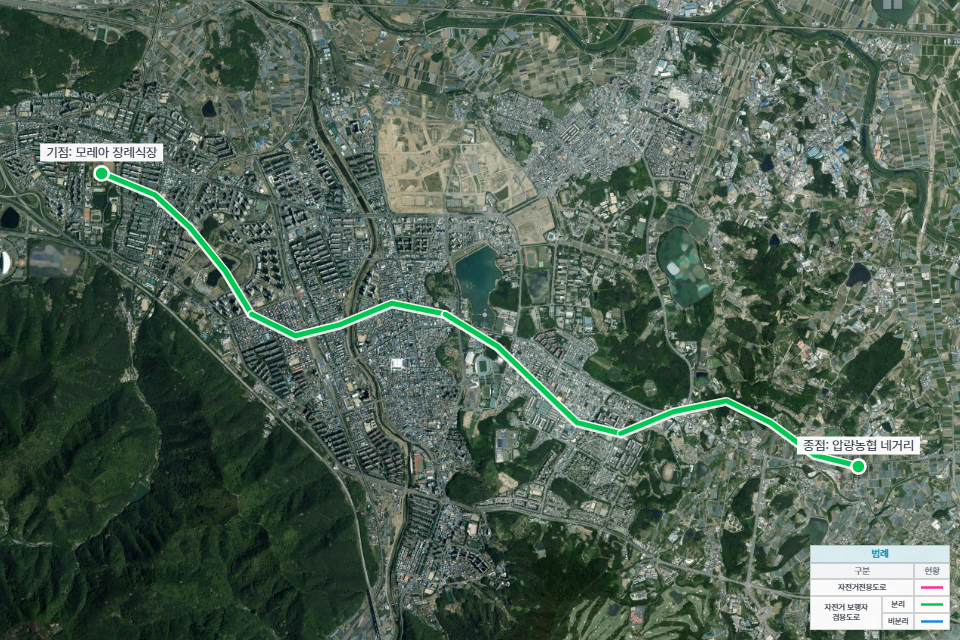 기점: 모레아 장례식장
종점: 압량농협 네거리
범례
구분 현황
자전거전용도로
자전거 보행자
겸용도로
분리
비분리